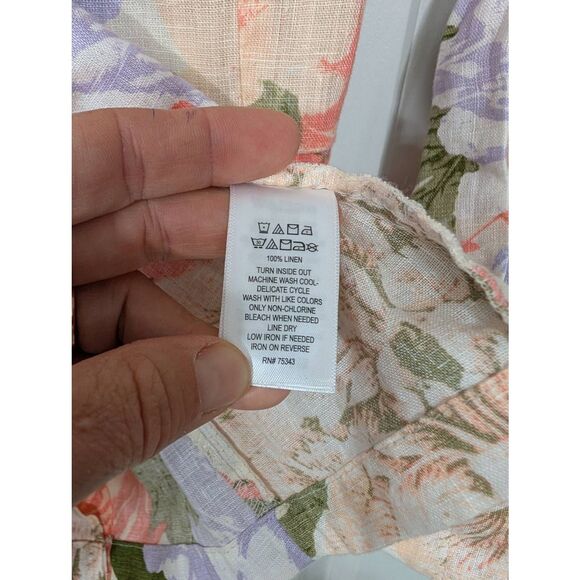 100% LINEN
TURN INSIDE OUT
MACHINE WASH COOL-
DELICATE CYCLE
WASH WITH LIKE COLORS
ONLY NON-CHLORINE
BLEACH WHEN NEEDED
LINE DRY
LOW IRON IF NEEDED
IRON ON REVERSE
RN# 75343